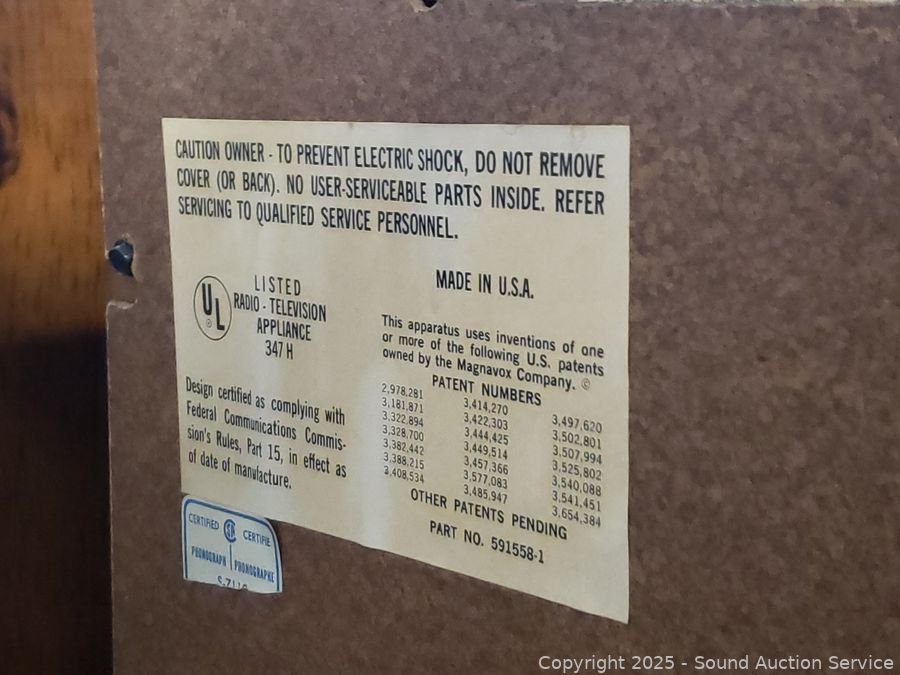 CAUTION OWNER - TO PREVENT ELECTRIC SHOCK, DO NOT REMOVE
COVER (OR BACK). NO USER-SERVICEABLE PARTS INSIDE. REFER
SERVICING TO QUALIFIED SERVICE PERSONNEL.
UL
LISTED
RADIO - TELEVISION
APPLIANCE
347 H
MADE IN U.S.A.
This apparatus uses inventions of one
or more of the following U.S. patents
owned by the Magnavox Company. ©
PATENT NUMBERS
2,978,281 3,414,270 3,497,620
3,181,871 3,422,303 3,502,801
3,322,894 3,444,425 3,507,994
3,328,700 3,449,514 3,525,802
3,382,442 3,457,366 3,540,088
3,388,215 3,577,083 3,541,451
3,408,534 3,485,947 3,654,384
OTHER PATENTS PENDING
PART NO. 591558-1
Design certified as complying with
Federal Communications Commis-
sion's Rules, Part 15, in effect as
of date of manufacture.
CERTIFIED CERTIFIE
PHONOGRAPH PHONOGRAPHE
Copyright 2025 - Sound Auction Service